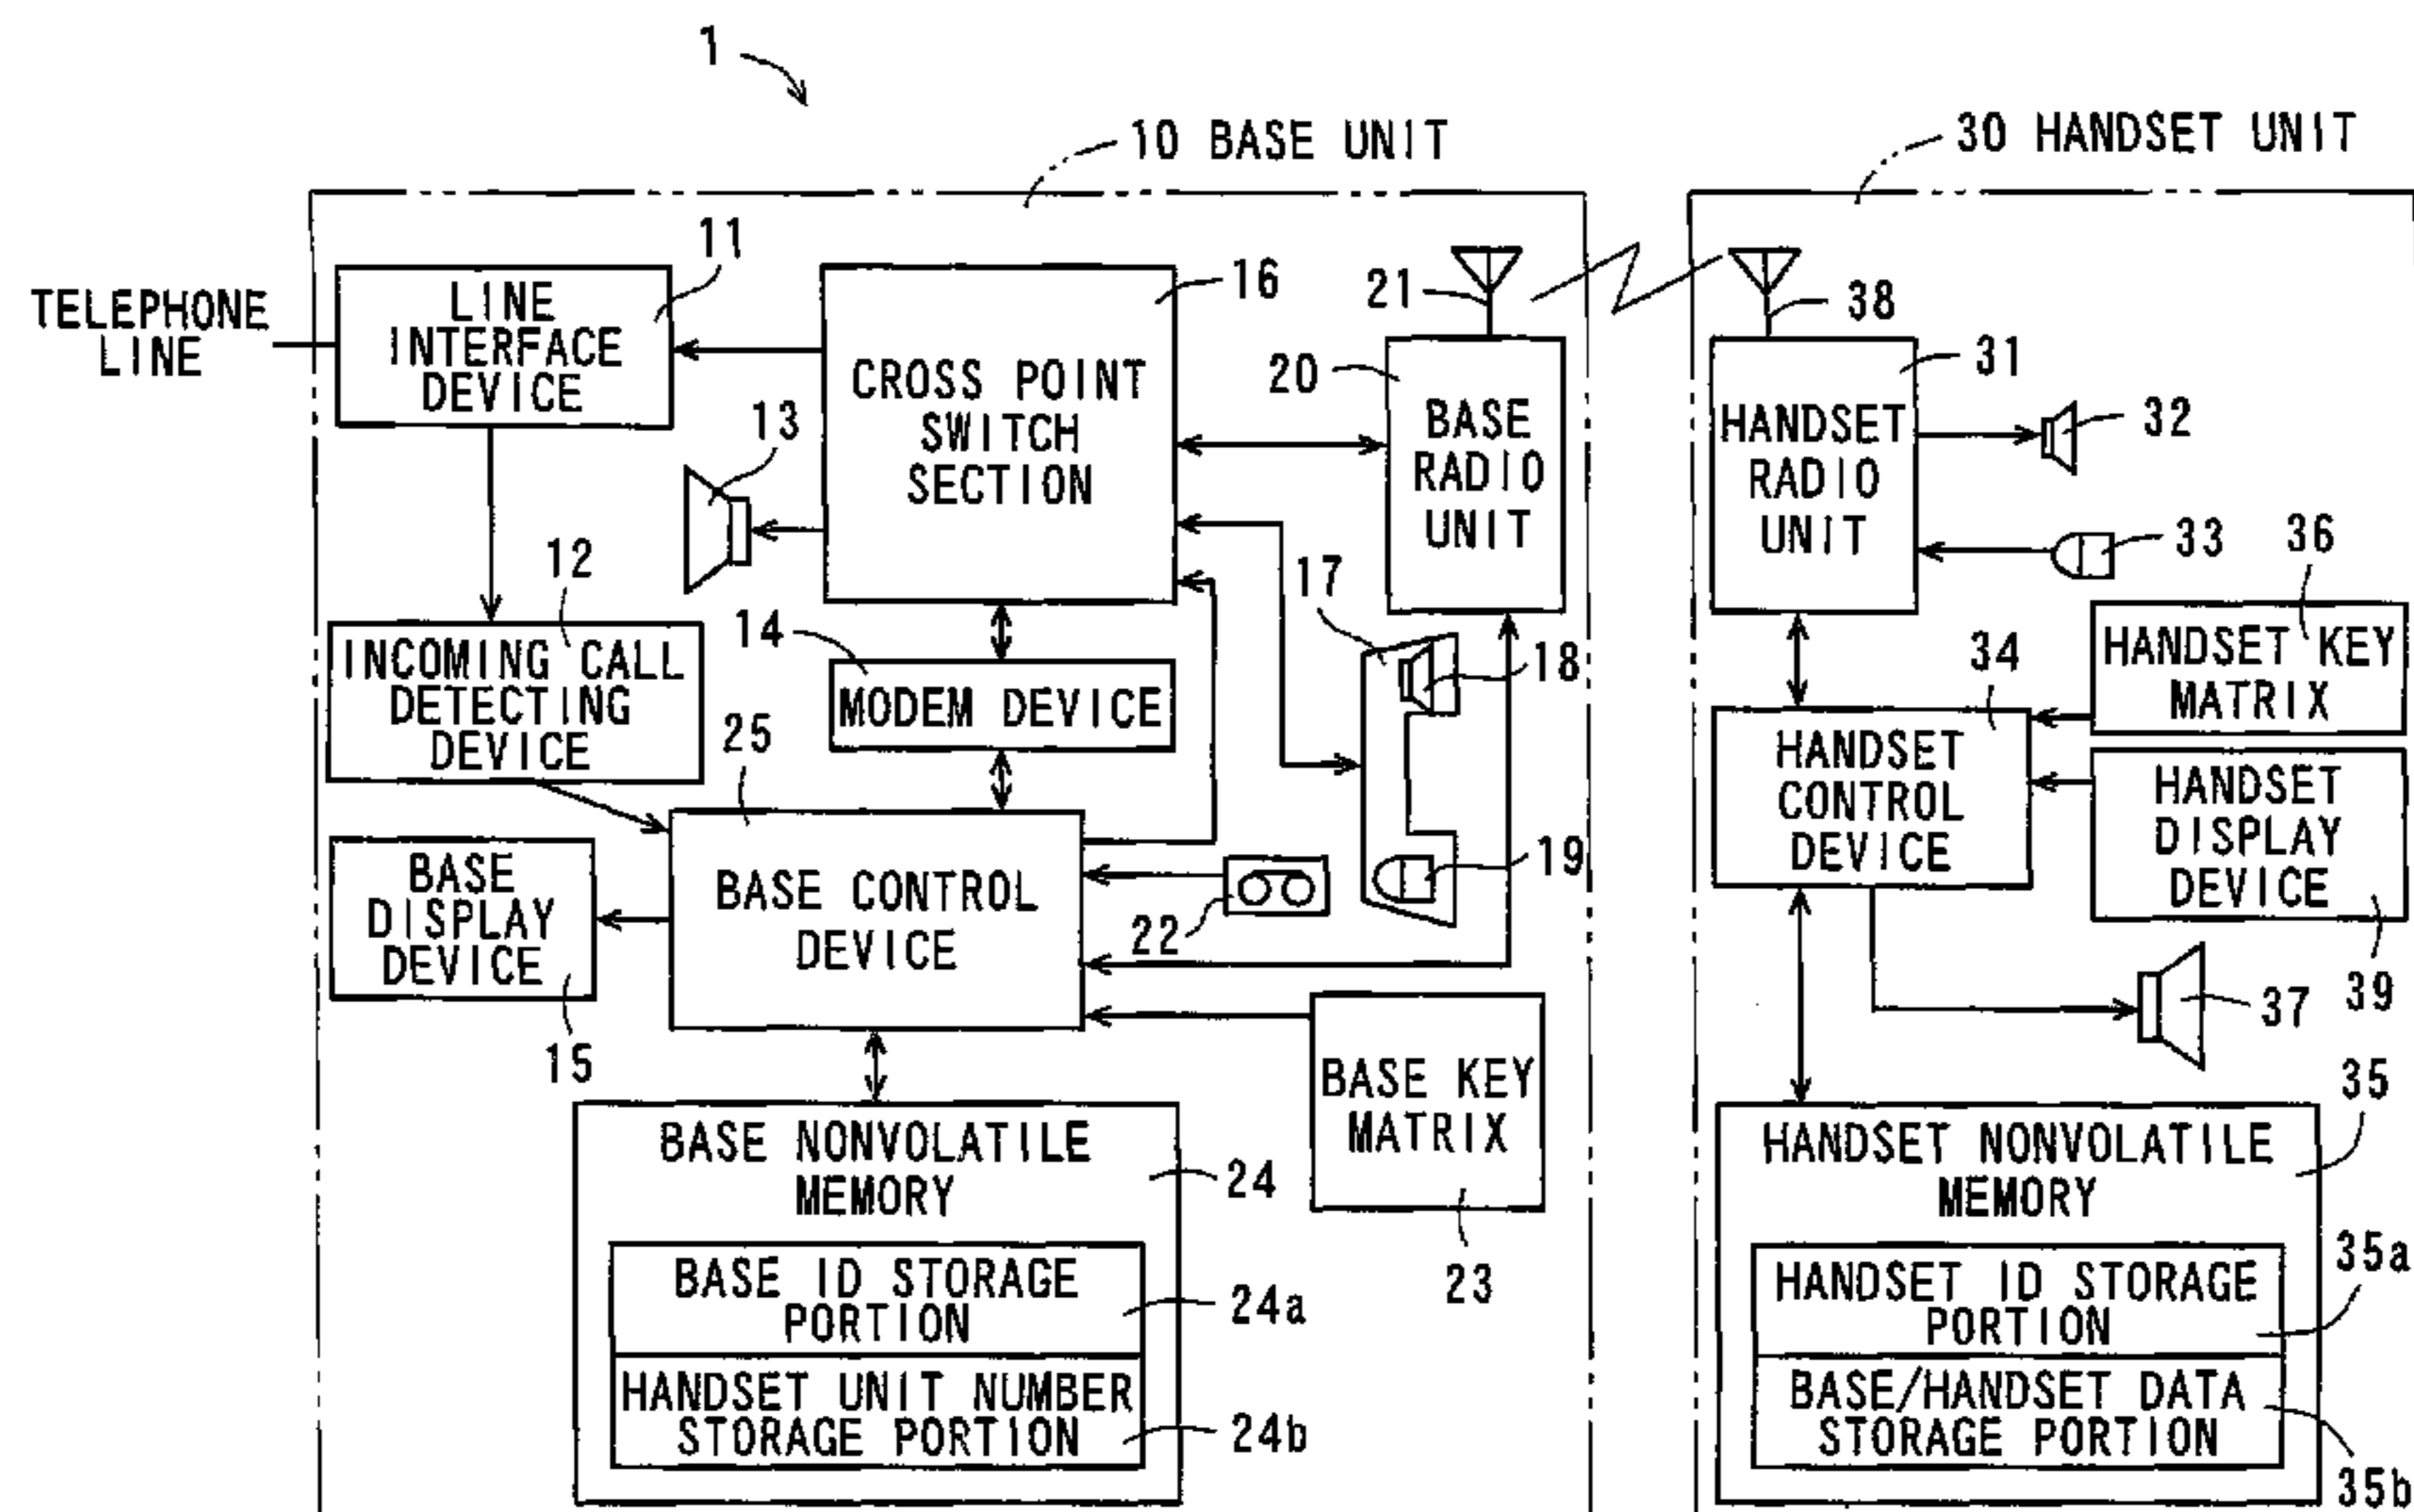 1
10 BASE UNIT
30 HANDSET UNIT
TELEPHONE
LINE
11
LINE
INTERFACE
DEVICE
13
16
CROSS POINT
SWITCH
SECTION
21
20
BASE
RADIO
UNIT
38
31
HANDSET
RADIO
UNIT
32
33
36
HANDSET KEY
MATRIX
12
INCOMING CALL
DETECTING
DEVICE
14
MODEM DEVICE
17
18
19
34
HANDSET
CONTROL
DEVICE
HANDSET
DISPLAY
DEVICE
39
25
BASE CONTROL
DEVICE
22
BASE
DISPLAY
DEVICE
15
37
BASE KEY
MATRIX
23
BASE NONVOLATILE
MEMORY
24
BASE ID STORAGE
PORTION
24a
HANDSET UNIT NUMBER
STORAGE PORTION
24b
35
HANDSET NONVOLATILE
MEMORY
35a
HANDSET ID STORAGE
PORTION
BASE/HANDSET DATA
STORAGE PORTION
35b